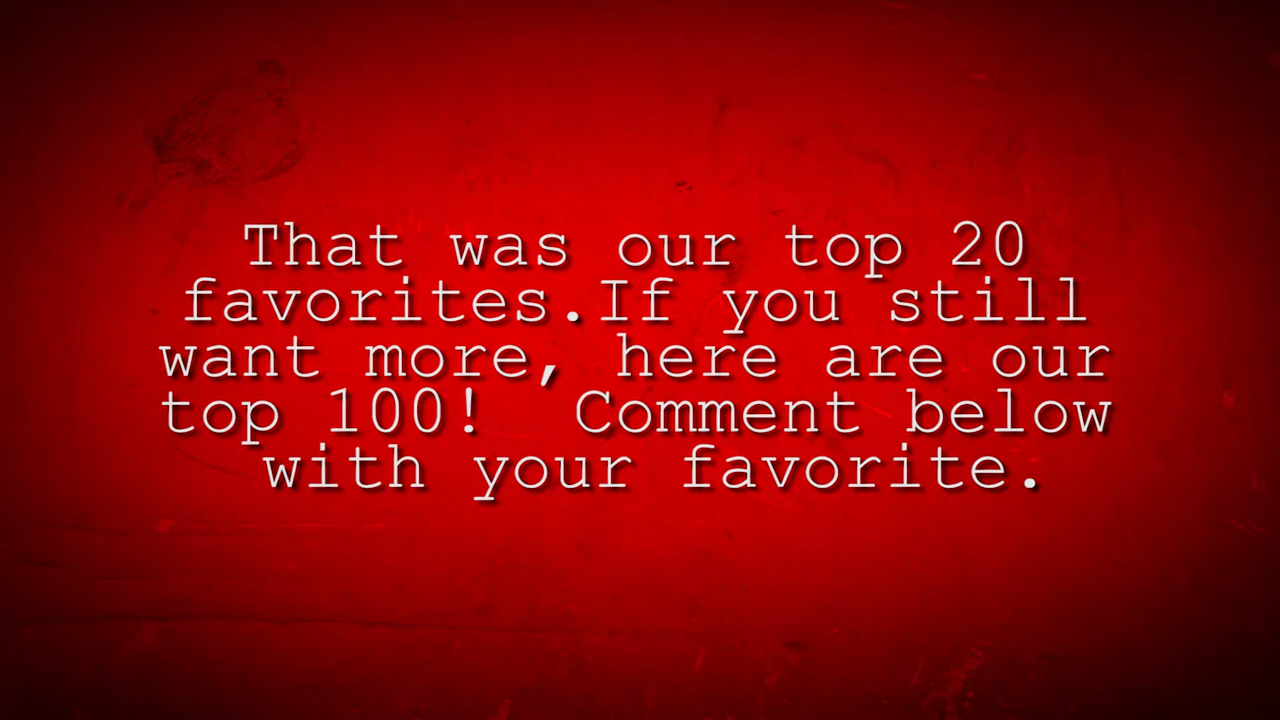 That was our top 20
favorites.If you still
want more, here are our
top 100!  Comment below
with your favorite.